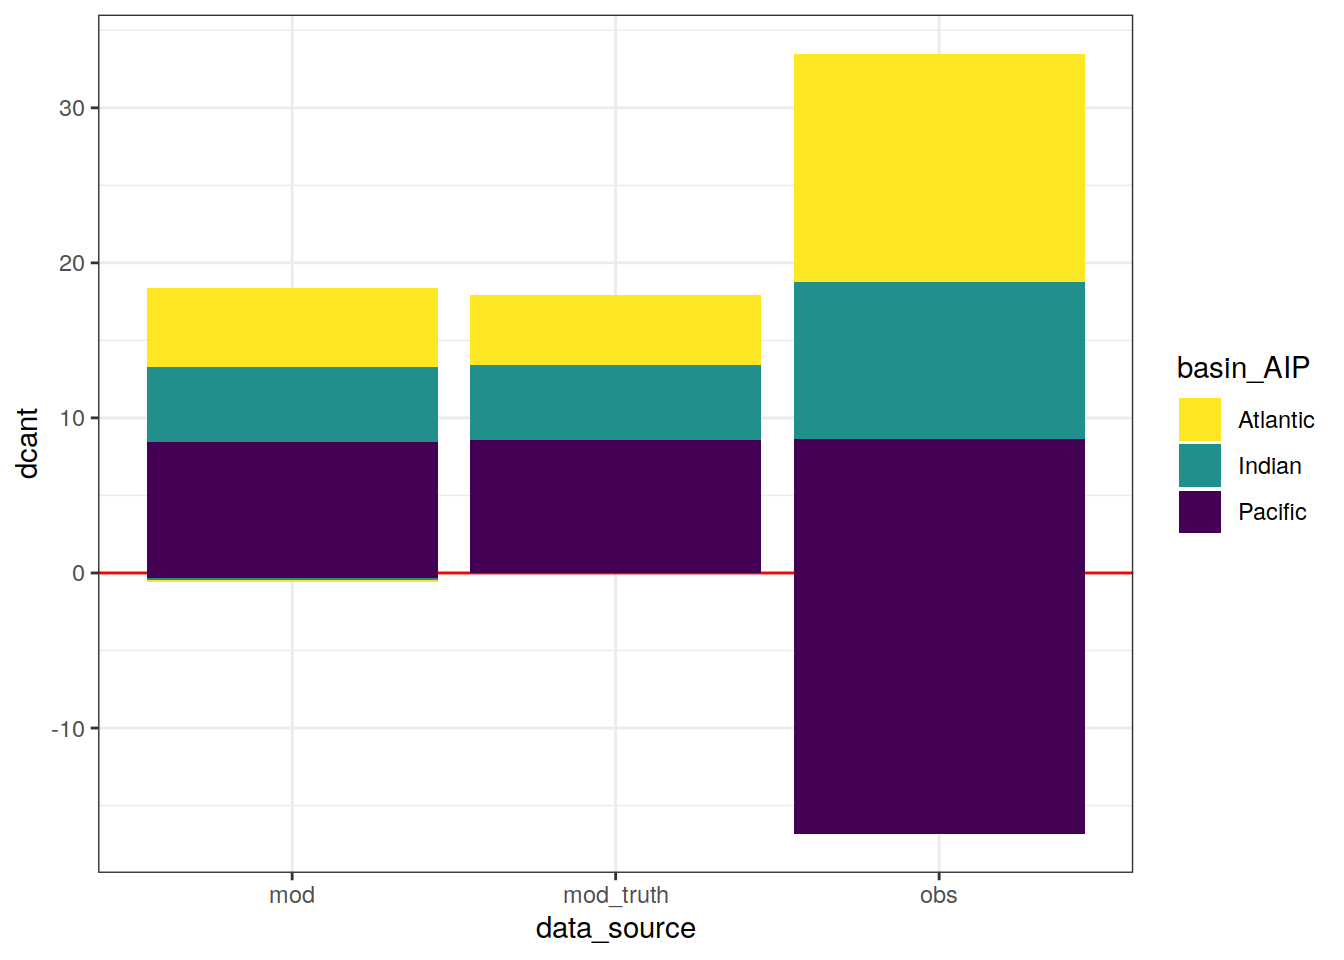 dcant
30
20
10
0
-10
mod
mod_truth
obs
data_source
basin_AIP
Atlantic
Indian
Pacific